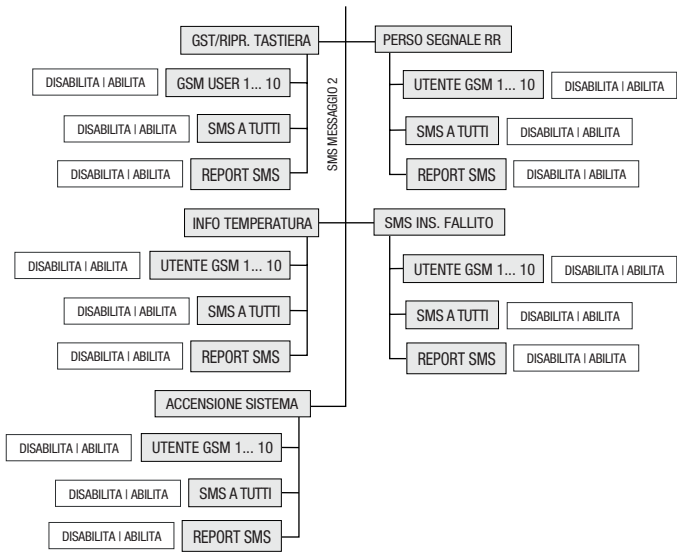 GST/RIPR. TASTIERA
DISABILITA I ABILITA
GSM USER 1... 10
DISABILITA I ABILITA
SMS A TUTTI
DISABILITA I ABILITA
REPORT SMS
SMS MESSAGGIO 2
PERSO SEGNALE RR
UTENTE GSM 1... 10
DISABILITA I ABILITA
SMS A TUTTI
DISABILITA I ABILITA
REPORT SMS
DISABILITA I ABILITA
INFO TEMPERATURA
DISABILITA I ABILITA
UTENTE GSM 1... 10
DISABILITA I ABILITA
SMS A TUTTI
DISABILITA I ABILITA
REPORT SMS
SMS INS. FALLITO
UTENTE GSM 1... 10
DISABILITA I ABILITA
SMS A TUTTI
DISABILITA I ABILITA
REPORT SMS
DISABILITA I ABILITA
ACCENSIONE SISTEMA
DISABILITA I ABILITA
UTENTE GSM 1... 10
DISABILITA I ABILITA
SMS A TUTTI
DISABILITA I ABILITA
REPORT SMS